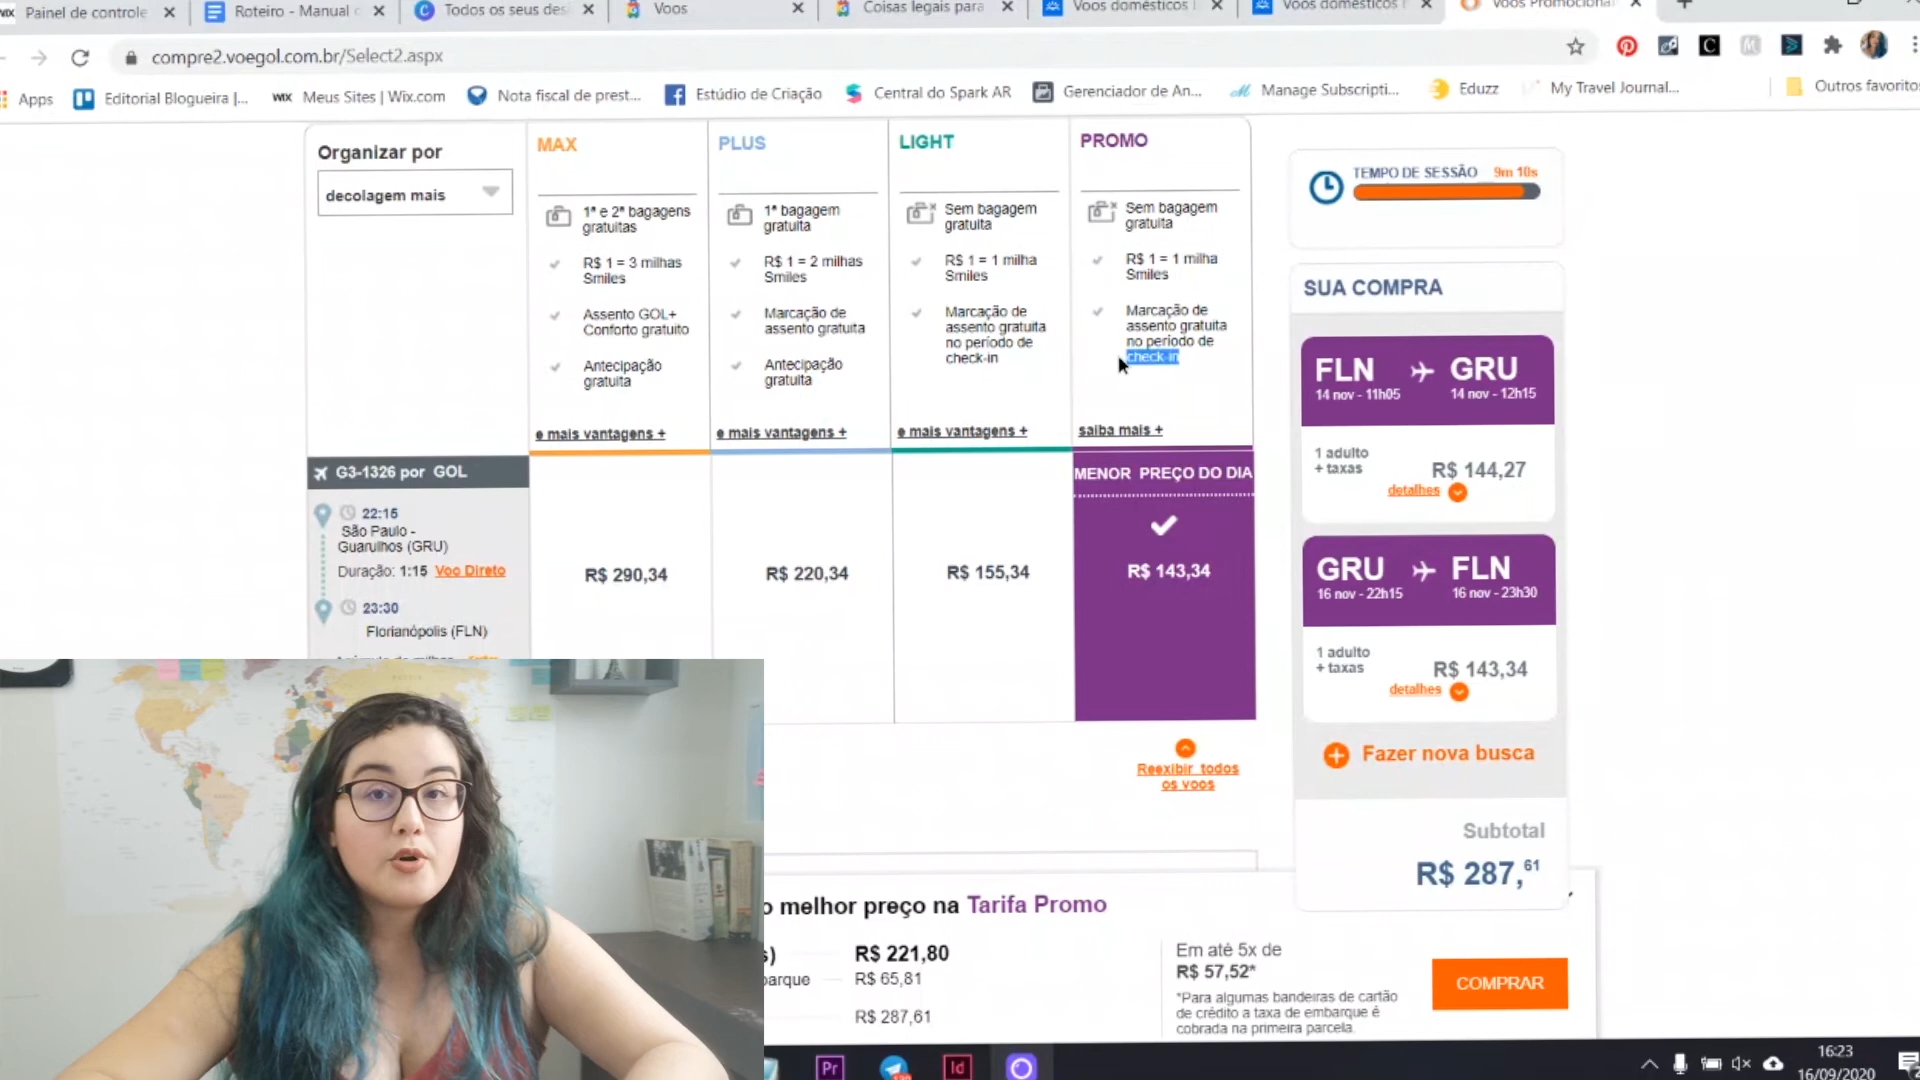 WIX Painel de controle
Roteiro - Manual
Todos os seus des
Voos
Coisas legais para
Voos domésticos
Voos domésticos
Voos Promocionai
compre2.voegol.com.br/Select2.aspx
Apps
Editorial Blogueira |...
WIX Meus Sites | Wix.com
Nota fiscal de prest...
Estúdio de Criação
Central do Spark AR
Gerenciador de An...
Manage Subscripti...
Eduzz
My Travel Journal...
Outros favoritos
Organizar por
decolagem mais
MAX
1ª e 2ª bagagens
gratuitas
R$ 1 = 3 milhas
Smiles
Assento GOL+
Conforto gratuito
Antecipação
gratuita
e mais vantagens +
PLUS
1ª bagagem
gratuita
R$ 1 = 2 milhas
Smiles
Marcação de
assento gratuita
Antecipação
gratuita
e mais vantagens +
LIGHT
Sem bagagem
gratuita
R$ 1 = 1 milha
Smiles
Marcação de
assento gratuita
no período de
check-in
e mais vantagens +
PROMO
Sem bagagem
gratuita
R$ 1 = 1 milha
Smiles
Marcação de
assento gratuita
no período de
check-in
saiba mais +
G3-1326 por GOL
22:15
São Paulo -
Guarulhos (GRU)
Duração: 1:15 Voo Direto
23:30
Florianópolis (FLN)
R$ 290,34
R$ 220,34
R$ 155,34
MENOR PREÇO DO DIA
R$ 143,34
Reexibir todos
os voos
TEMPO DE SESSÃO 9m 10s
SUA COMPRA
FLN GRU
14 nov - 11h05 14 nov - 12h15
1 adulto
+ taxas
R$ 144,27
detalhes
GRU FLN
16 nov - 22h15 16 nov - 23h30
1 adulto
+ taxas
R$ 143,34
detalhes
Fazer nova busca
Subtotal
R$ 287,61
o melhor preço na Tarifa Promo
s) R$ 221,80
barque R$ 65,81
R$ 287,61
Em até 5x de
R$ 57,52*
*Para algumas bandeiras de cartão
de crédito a taxa de embarque é
cobrada na primeira parcela.
COMPRAR
Pr
Id
16:23
16/09/2020